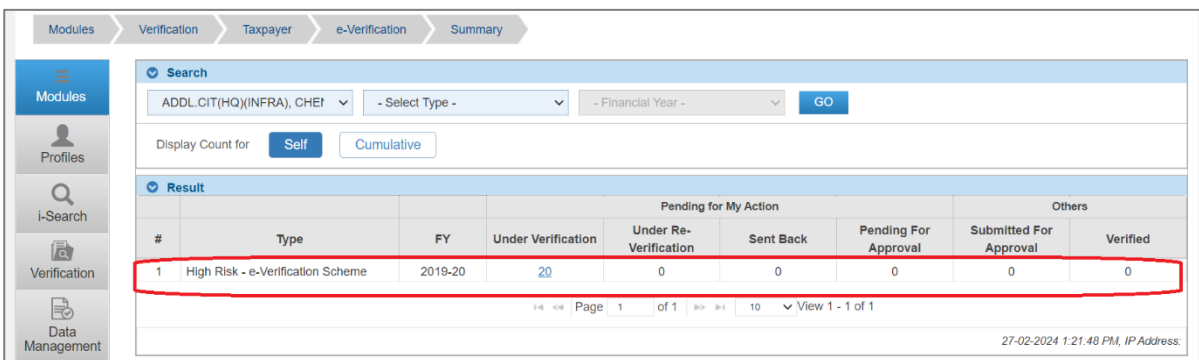 Modules Verification Taxpayer e-Verification Summary
Modules
Profiles
i-Search
Verification
Data
Management
Search
ADDL.CIT(HQ)(INFRA), CHEI - Select Type - - Financial Year - GO
Display Count for Self Cumulative
Result
Pending for My Action Others
# Type FY Under Verification Under Re-
Verification Sent Back Pending For
Approval Submitted For
Approval Verified
1 High Risk - e-Verification Scheme 2019-20 20 0 0 0 0 0
Page 1 of 1 10 View 1 - 1 of 1
27-02-2024 1:21:48 PM, IP Address: